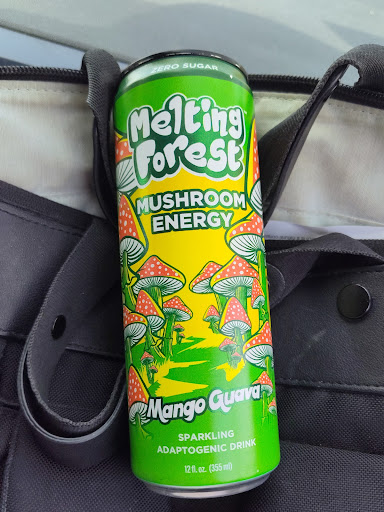 ZERO SUGAR
Melting
Forest
MUSHROOM
ENERGY
Mango Guava
SPARKLING
ADAPTOGENIC DRINK
12 fl. oz. (355 ml)